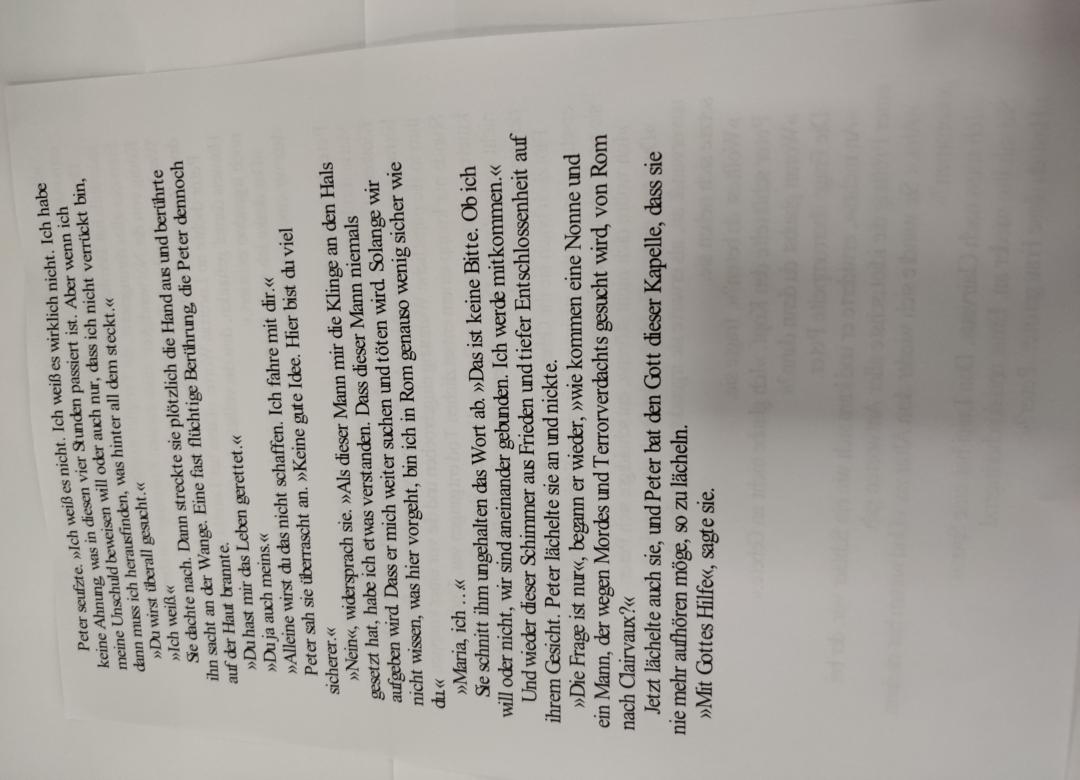 Peter seufzte. »Ich weiß es nicht. Ich weiß es wirklich nicht. Ich habe
keine Ahnung, was in diesen vier Stunden passiert ist. Aber wenn ich
meine Unschuld beweisen will oder auch nur, dass ich nicht verrückt bin,
dann muss ich herausfinden, was hinter all dem steckt.«
»Du wirst überall gesucht.«
»Ich weiß«
Sie dachte nach. Dann streckte sie plötzlich die Hand aus und berührte
ihn sacht an der Wange. Eine fast flüchtige Berührung, die Peter dennoch
auf der Haut brannte.
»Du hast mir das Leben gerettet.«
»Du ja auch meins.«
»Alleine wirst du das nicht schaffen. Ich fahre mit dir.«
Peter sah sie überrascht an. »Keine gute Idee. Hier bist du viel
sicherer.«
»Nein«, widersprach sie. »Als dieser Mann mir die Klinge an den Hals
gesetzt hat, habe ich etwas verstanden. Dass dieser Mann niemals
aufgeben wird. Dass er mich weiter suchen und töten wird. Solange wir
nicht wissen, was hier vorgeht, bin ich in Rom genauso wenig sicher wie
du.«
»Maria, ich …«
Sie schnitt ihm ungehalten das Wort ab. »Das ist keine Bitte. Ob ich
will oder nicht, wir sind aneinander gebunden. Ich werde mitkommen.«
Und wieder dieser Schimmer aus Frieden und tiefer Entschlossenheit auf
ihrem Gesicht. Peter lächelte sie an und nickte.
»Die Frage ist nur«, begann er wieder, »wie kommen eine Nonne und
ein Mann, der wegen Mordes und Terrorverdachts gesucht wird, von Rom
nach Clairvaux?«
Jetzt lächelte auch sie, und Peter bat den Gott dieser Kapelle, dass sie
nie mehr aufhören möge, so zu lächeln.
»Mit Gottes Hilfe«, sagte sie.